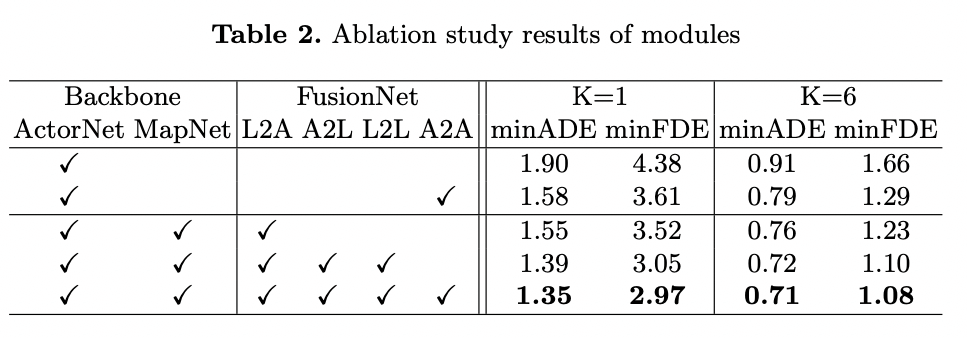 Table 2. Ablation study results of modules
Backbone FusionNet K=1 K=6
ActorNet MapNet L2A A2L L2L A2A minADE minFDE minADE minFDE
✓ 1.90 4.38 0.91 1.66
✓ ✓ 1.58 3.61 0.79 1.29
✓ ✓ ✓ 1.55 3.52 0.76 1.23
✓ ✓ ✓ ✓ ✓ 1.39 3.05 0.72 1.10
✓ ✓ ✓ ✓ ✓ ✓ 1.35 2.97 0.71 1.08